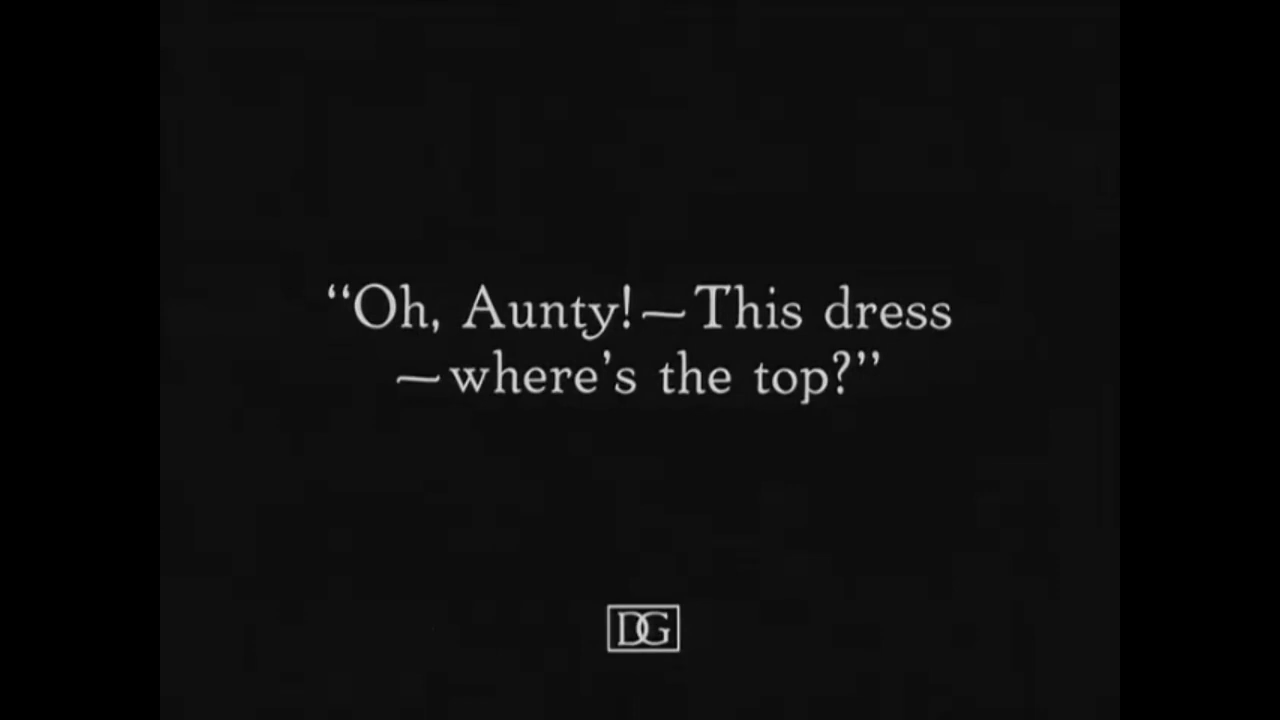 “Oh, Aunty!—This dress
—where's the top?”
DG